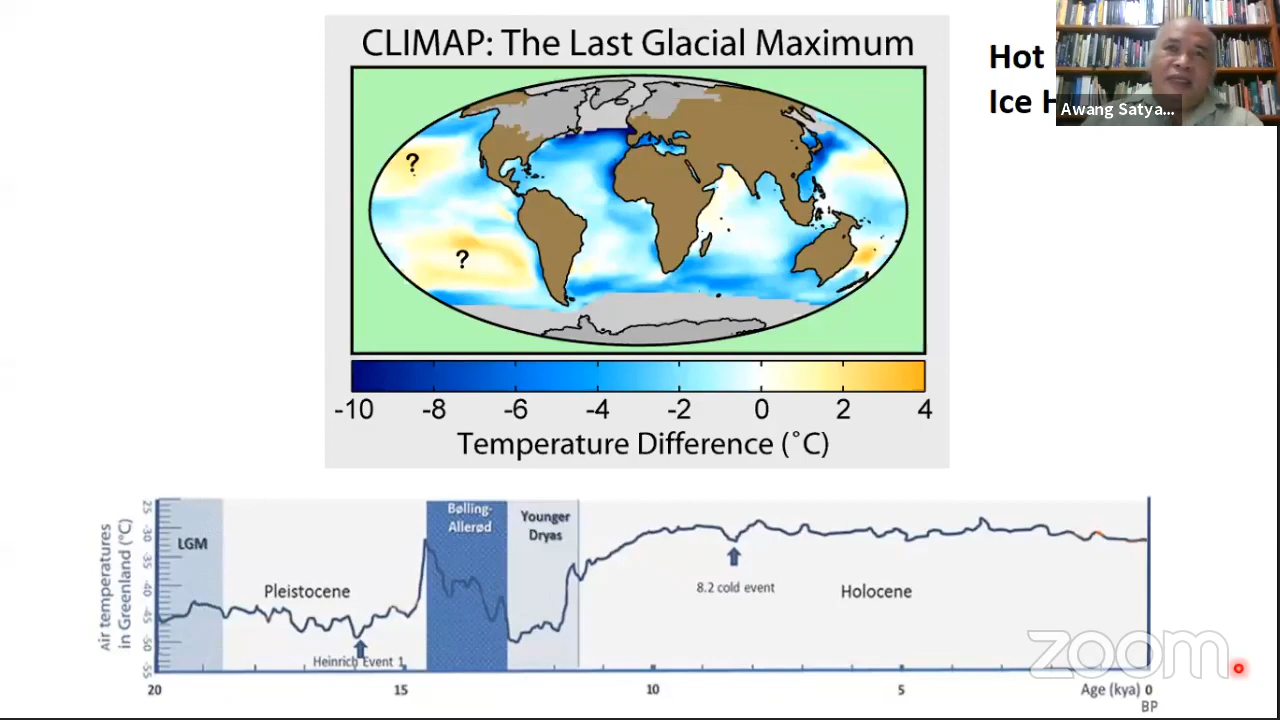 CLIMAP: The Last Glacial Maximum
Hot
Ice
Awang Satya...
?
?
-10 -8 -6 -4 -2 0 2 4
Temperature Difference (˚C)
Air temperatures
in Greenland (°C)
25
-30
35
40
-45
-50
-55
LGM
Pleistocene
Heinrich Event 1
Bølling-
Allerød
Younger
Dryas
8.2 cold event
Holocene
zoom
20 15 10 5 Age (kya) 0
BP